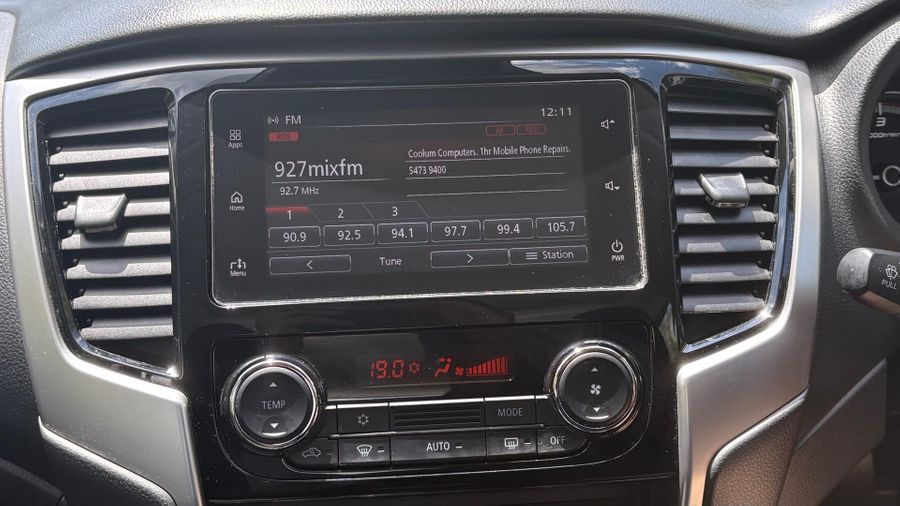 FM
12:11
RDS
AF
REG
Apps
927mixfm
92.7 MHz
Coolum Computers. 1hr Mobile Phone Repairs.
5473 9400
Home
1 2 3
90.9 92.5 94.1 97.7 99.4 105.7
Menu
< Tune > Station
PWR
19.0
TEMP
MODE
AUTO
OFF
3
PULL